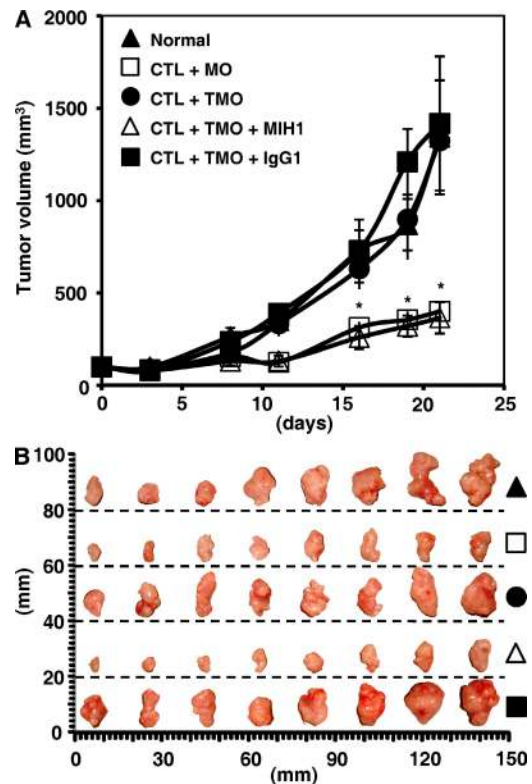 A
2000
1500
1000
500
0
Tumor volume (mm³)
Normal
CTL + MO
CTL + TMO
CTL + TMO + MIH1
CTL + TMO + IgG1
*
*
*
*
0 5 10 15 20 25
(days)
B
100
80
60
40
20
0
(mm)
0 30 60 90 120 150
(mm)